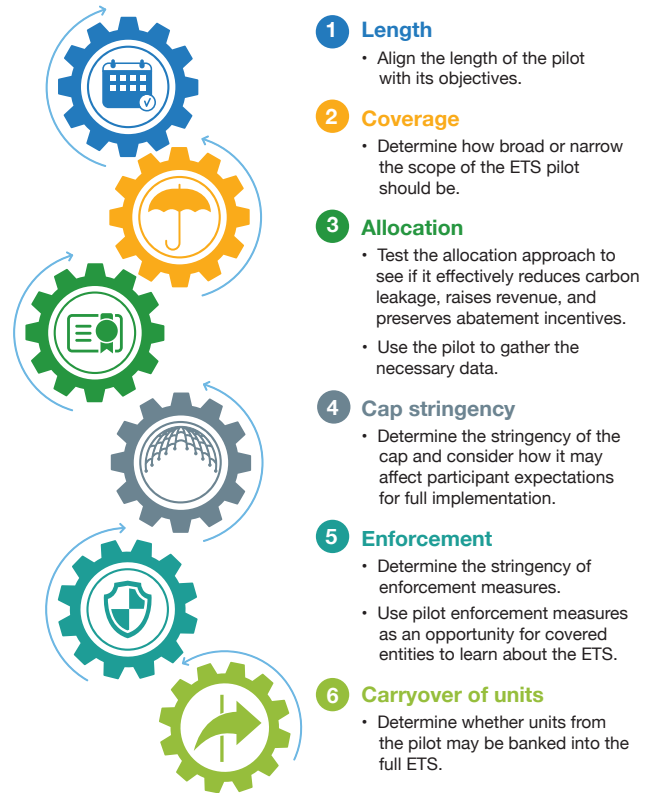 1 Length
• Align the length of the pilot
with its objectives.
2 Coverage
• Determine how broad or narrow
the scope of the ETS pilot
should be.
3 Allocation
• Test the allocation approach to
see if it effectively reduces carbon
leakage, raises revenue, and
preserves abatement incentives.
• Use the pilot to gather the
necessary data.
4 Cap stringency
• Determine the stringency of the
cap and consider how it may
affect participant expectations
for full implementation.
5 Enforcement
• Determine the stringency of
enforcement measures.
• Use pilot enforcement measures
as an opportunity for covered
entities to learn about the ETS.
6 Carryover of units
• Determine whether units from
the pilot may be banked into the
full ETS.